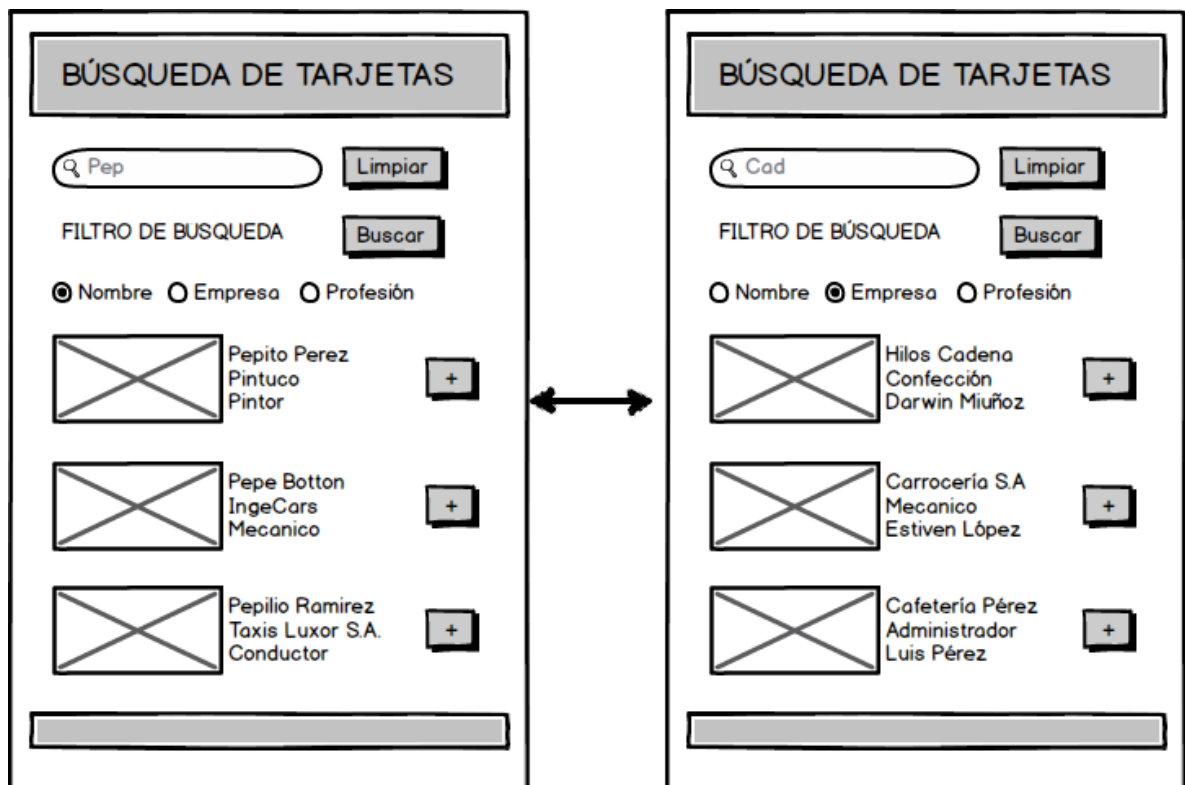 BÚSQUEDA DE TARJETAS
Pep
Limpiar
FILTRO DE BUSQUEDA
Buscar
Nombre Empresa Profesión
Pepito Perez
Pintuco
Pintor
+
Pepe Botton
IngeCars
Mecanico
+
Pepilio Ramirez
Taxis Luxor S.A.
Conductor
+
BÚSQUEDA DE TARJETAS
Cad
Limpiar
FILTRO DE BÚSQUEDA
Buscar
Nombre Empresa Profesión
Hilos Cadena
Confección
Darwin Miuñoz
+
Carrocería S.A
Mecanico
Estiven López
+
Cafetería Pérez
Administrador
Luis Pérez
+